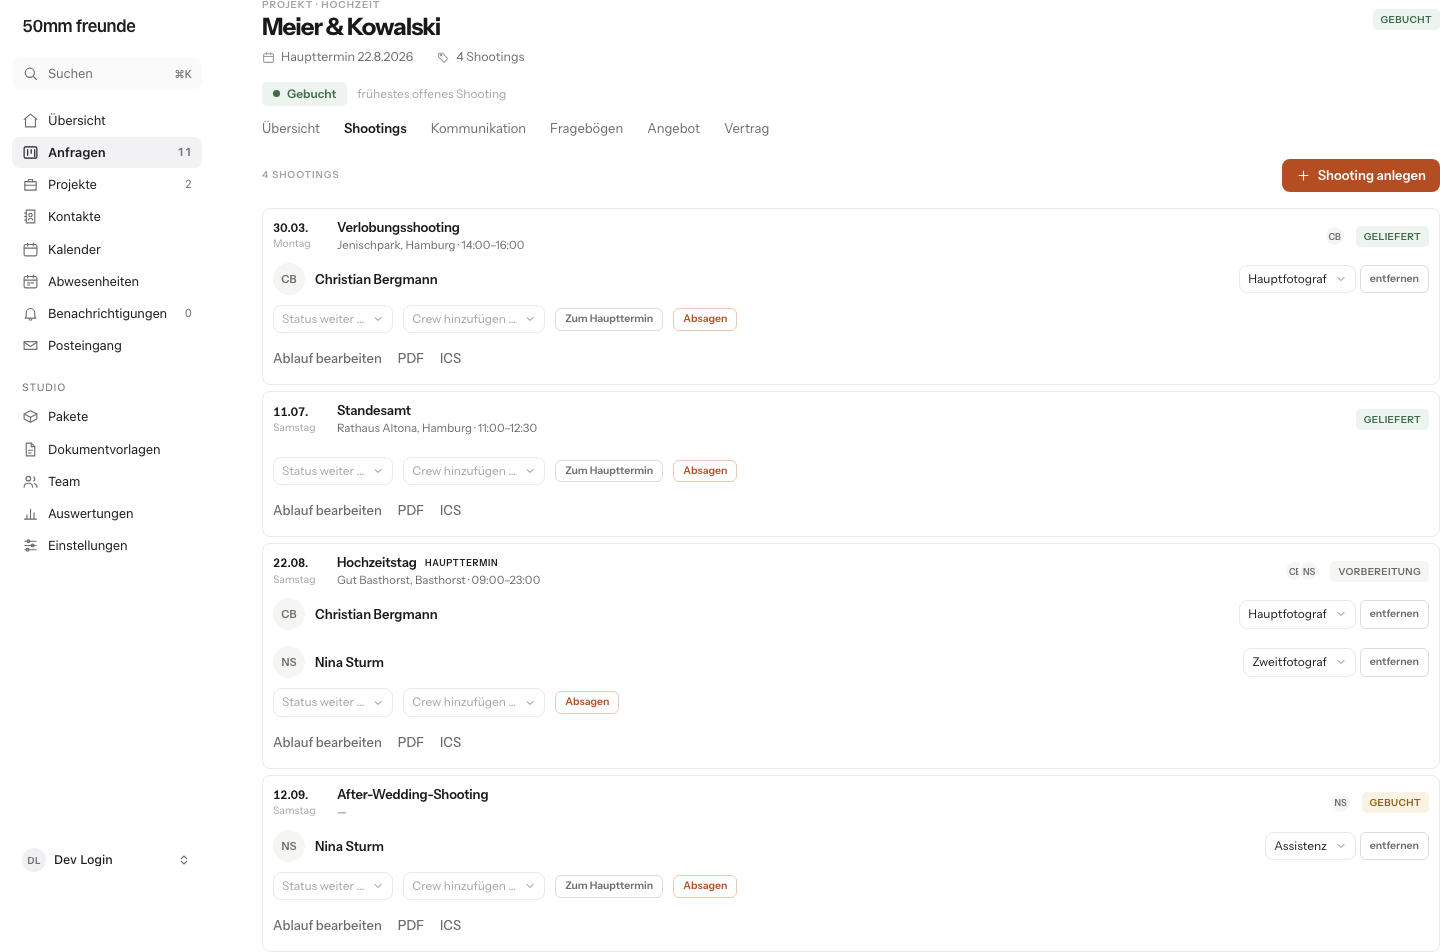 50mm freunde
Suchen ⌘K
Übersicht
Anfragen 11
Projekte 2
Kontakte
Kalender
Abwesenheiten
Benachrichtigungen 0
Posteingang
STUDIO
Pakete
Dokumentvorlagen
Team
Auswertungen
Einstellungen
DL Dev Login
PROJEKT · HOCHZEIT
Meier & Kowalski
GEBUCHT
Haupttermin 22.8.2026 4 Shootings
Gebucht frühestes offenes Shooting
Übersicht Shootings Kommunikation Fragebögen Angebot Vertrag
4 SHOOTINGS
Shooting anlegen
30.03. Verlobungsshooting
Montag Jenischpark, Hamburg · 14:00–16:00
CB GELIEFERT
CB Christian Bergmann Hauptfotograf entfernen
Status weiter … Crew hinzufügen … Zum Haupttermin Absagen
Ablauf bearbeiten PDF ICS
11.07. Standesamt
Samstag Rathaus Altona, Hamburg · 11:00–12:30
GELIEFERT
Status weiter … Crew hinzufügen … Zum Haupttermin Absagen
Ablauf bearbeiten PDF ICS
22.08. Hochzeitstag HAUPTTERMIN
Samstag Gut Basthorst, Basthorst · 09:00–23:00
NS VORBEREITUNG
CB Christian Bergmann Hauptfotograf entfernen
NS Nina Sturm Zweitfotograf entfernen
Status weiter … Crew hinzufügen … Absagen
Ablauf bearbeiten PDF ICS
12.09. After-Wedding-Shooting
Samstag —
NS GEBUCHT
NS Nina Sturm Assistenz entfernen
Status weiter … Crew hinzufügen … Zum Haupttermin Absagen
Ablauf bearbeiten PDF ICS